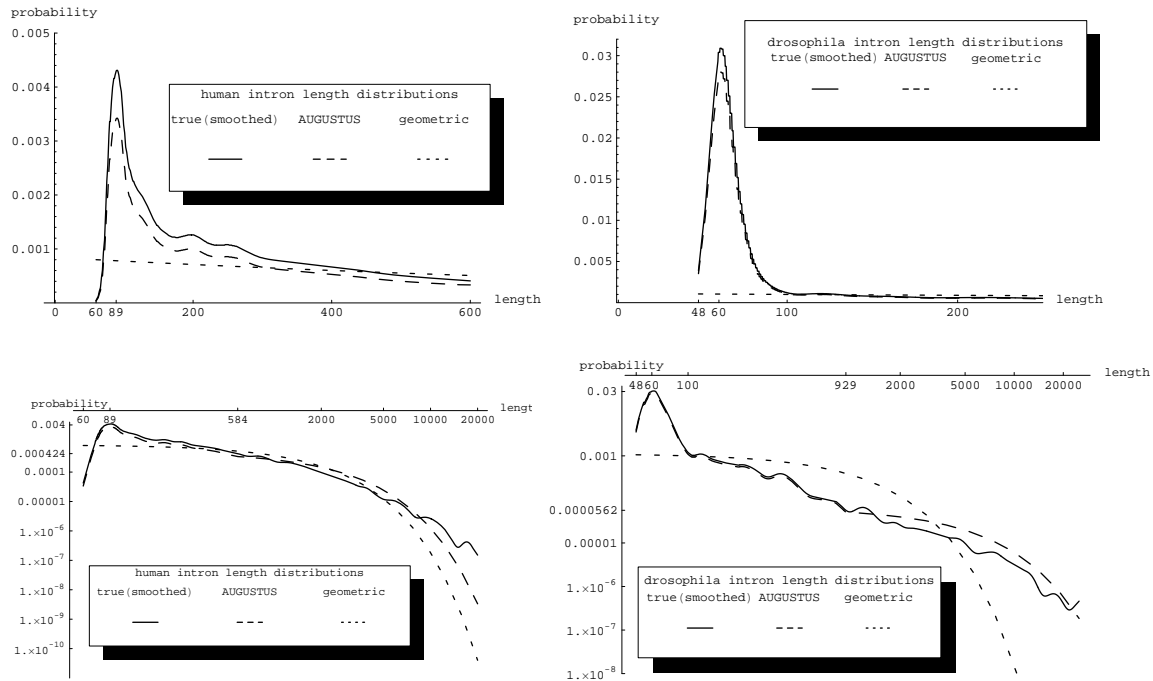 probability
0.005
0.004
0.003
0.002
0.001
0 60 89 200 400 600
length
human intron length distributions
true(smoothed) AUGUSTUS geometric
probability
0.03
0.025
0.02
0.015
0.01
0.005
0 48 60 100 200
length
drosophila intron length distributions
true(smoothed) AUGUSTUS geometric
probability
60 89 584 2000 5000 10000 20000
lengt
0.004
0.000424
0.0001
0.00001
1.×10⁻⁶
1.×10⁻⁷
1.×10⁻⁸
1.×10⁻⁹
1.×10⁻¹⁰
human intron length distributions
true(smoothed) AUGUSTUS geometric
probability
4860 100 929 2000 5000 10000 20000
length
0.03
0.001
0.0000562
0.00001
1.×10⁻⁶
1.×10⁻⁷
1.×10⁻⁸
drosophila intron length distributions
true(smoothed) AUGUSTUS geometric